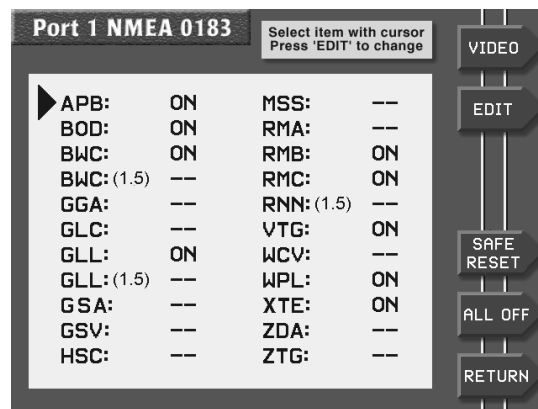 Port 1 NMEA 0183
Select item with cursor
Press 'EDIT' to change
APB: ON
BOD: ON
BWC: ON
BWC: (1.5) --
GGA: --
GLC: --
GLL: ON
GLL: (1.5) --
GSA: --
GSV: --
HSC: --
MSS: --
RMA: --
RMB: ON
RMC: ON
RNN: (1.5) --
VTG: ON
WCV: --
WPL: ON
XTE: ON
ZDA: --
ZTG: --
VIDEO
EDIT
SAFE
RESET
ALL OFF
RETURN